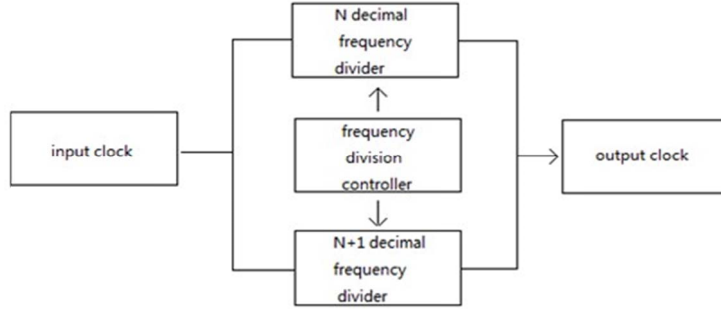 N decimal
frequency
divider
input clock
frequency
division
controller
output clock
N+1 decimal
frequency
divider